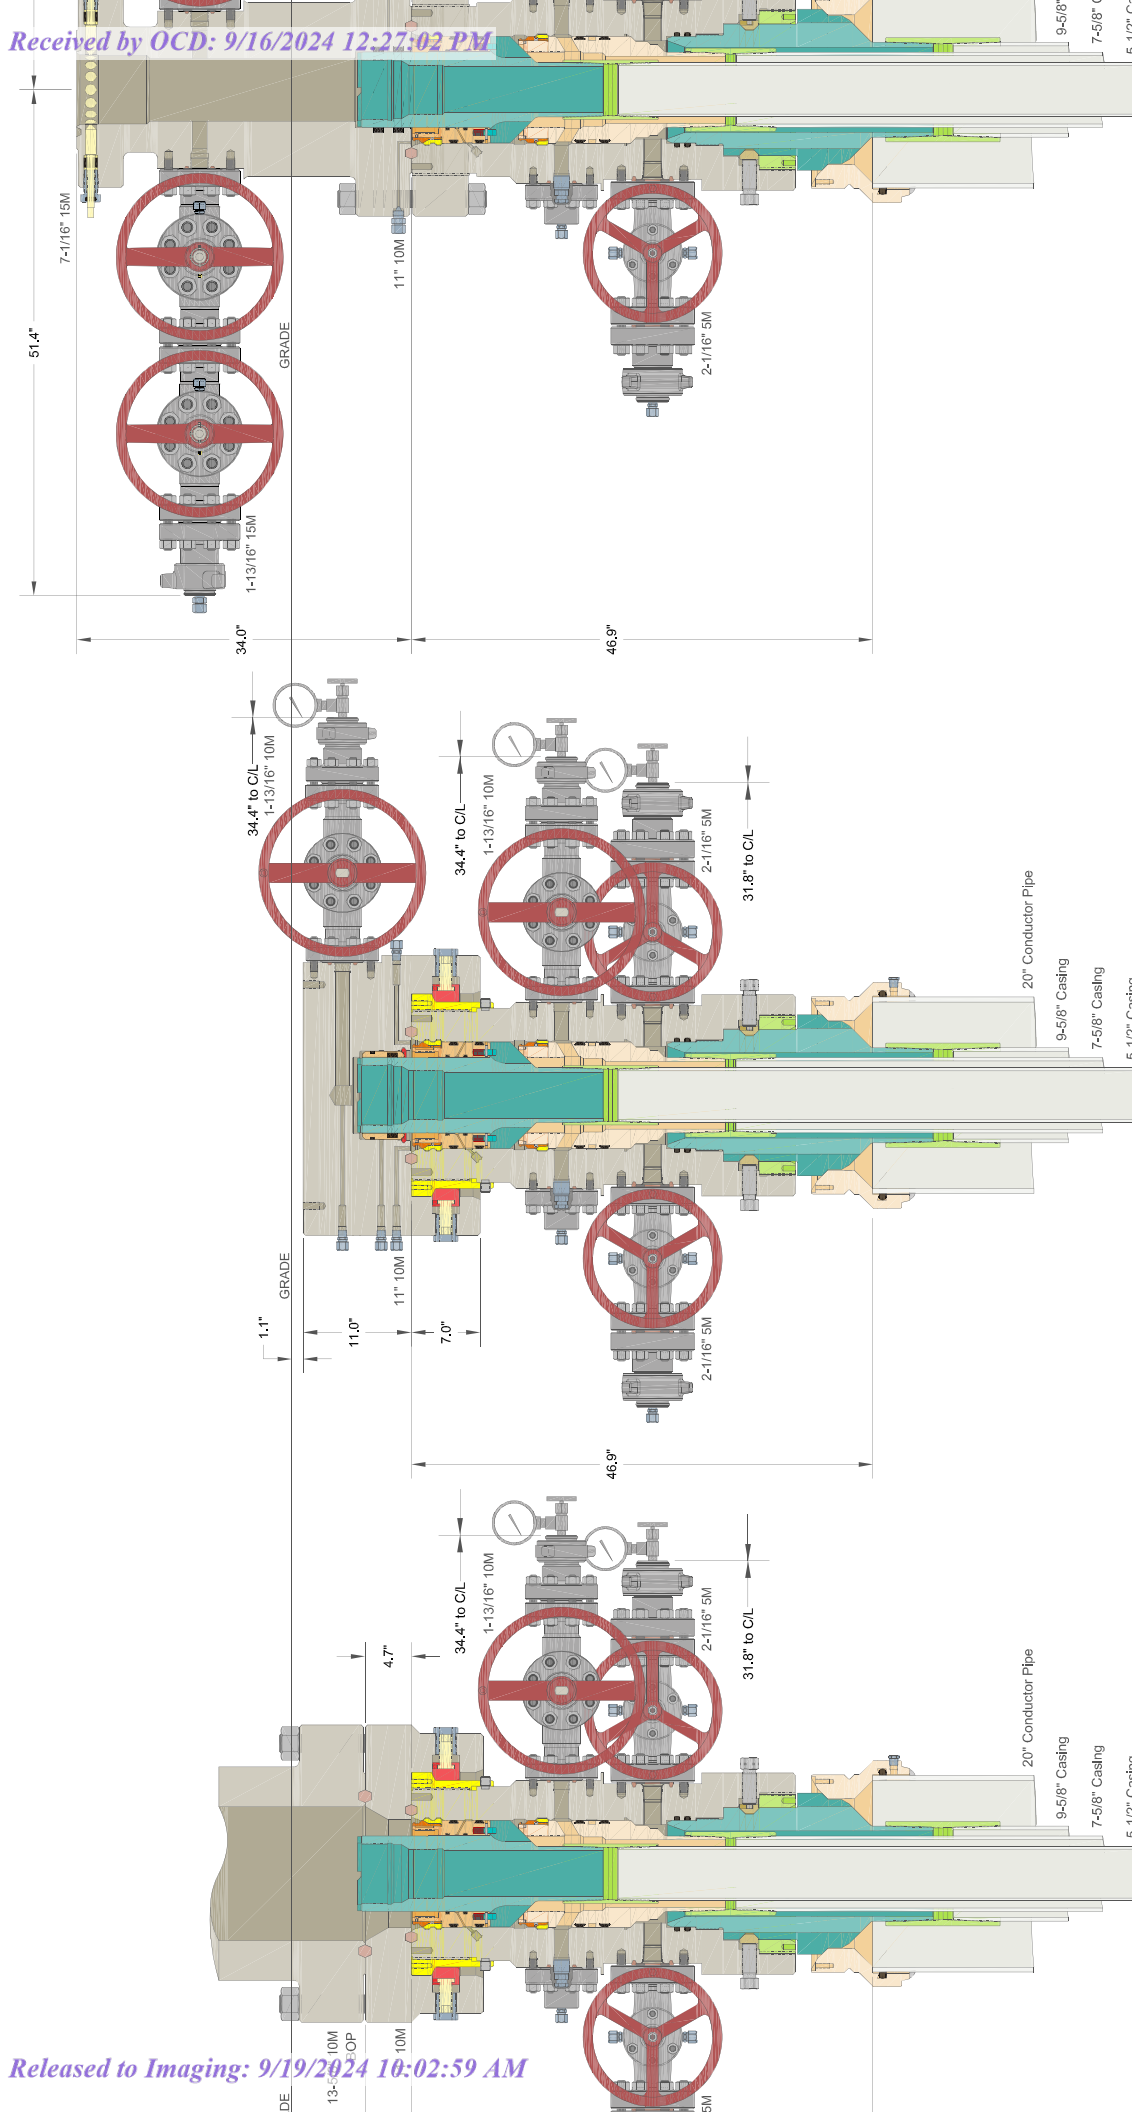 Received by OCD: 9/16/2024 12:27:02 PM
9-5/8"
7-5/8"
7-1/16" 15M
11" 10M
51.4"
GRADE
2-1/16" 5M
1-13/16" 15M
34.0"
46.9"
34.4" to C/L
1-13/16" 10M
34.4" to C/L
1-13/16" 10M
2-1/16" 5M
31.8" to C/L
20" Conductor Pipe
9-5/8" Casing
7-5/8" Casing
5-1/2" Casing
GRADE
11" 10M
1.1"
11.0"
7.0"
2-1/16" 5M
46.9"
34.4" to C/L
1-13/16" 10M
2-1/16" 5M
31.8" to C/L
4.7"
20" Conductor Pipe
9-5/8" Casing
7-5/8" Casing
10M
BOP
10M
5M
Released to Imaging: 9/19/2024 10:02:59 AM